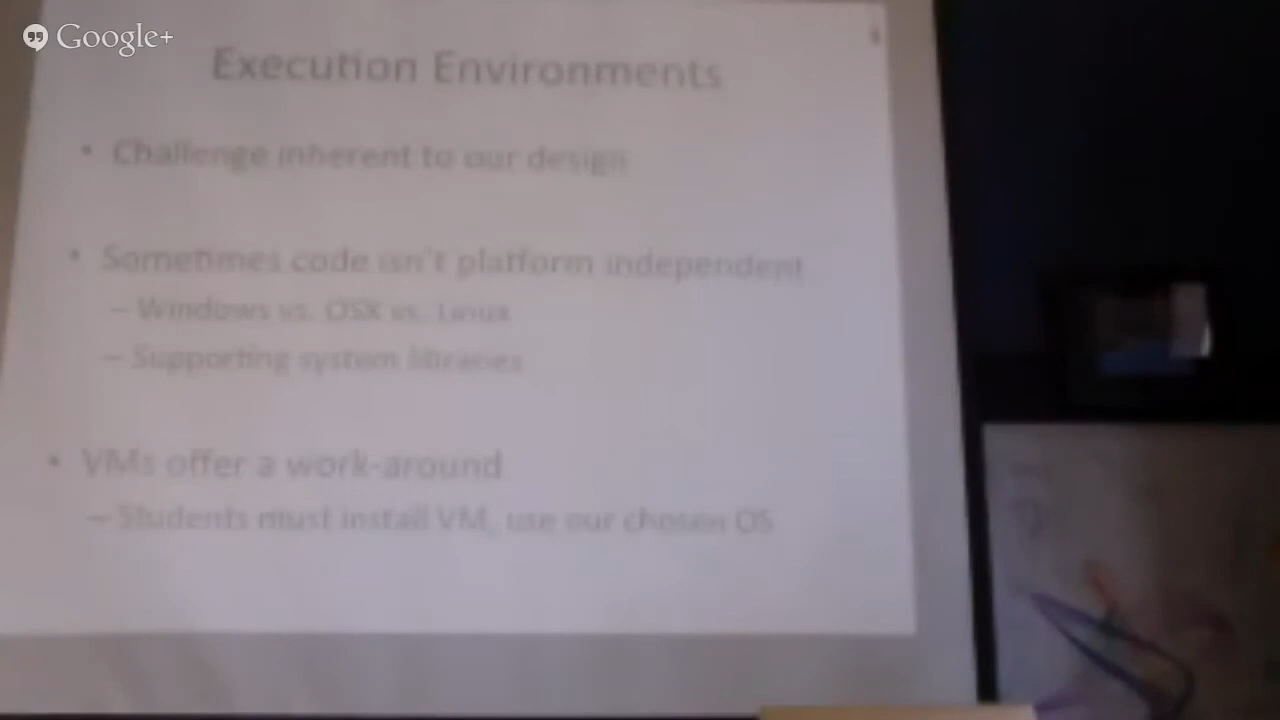 Google+
Execution Environments
• Challenge inherent to our design
• Sometimes code isn't platform independent
– Windows vs. OSX vs. Linux
– Supporting system libraries
• VMs offer a work-around
– Students must install VM, use our chosen OS